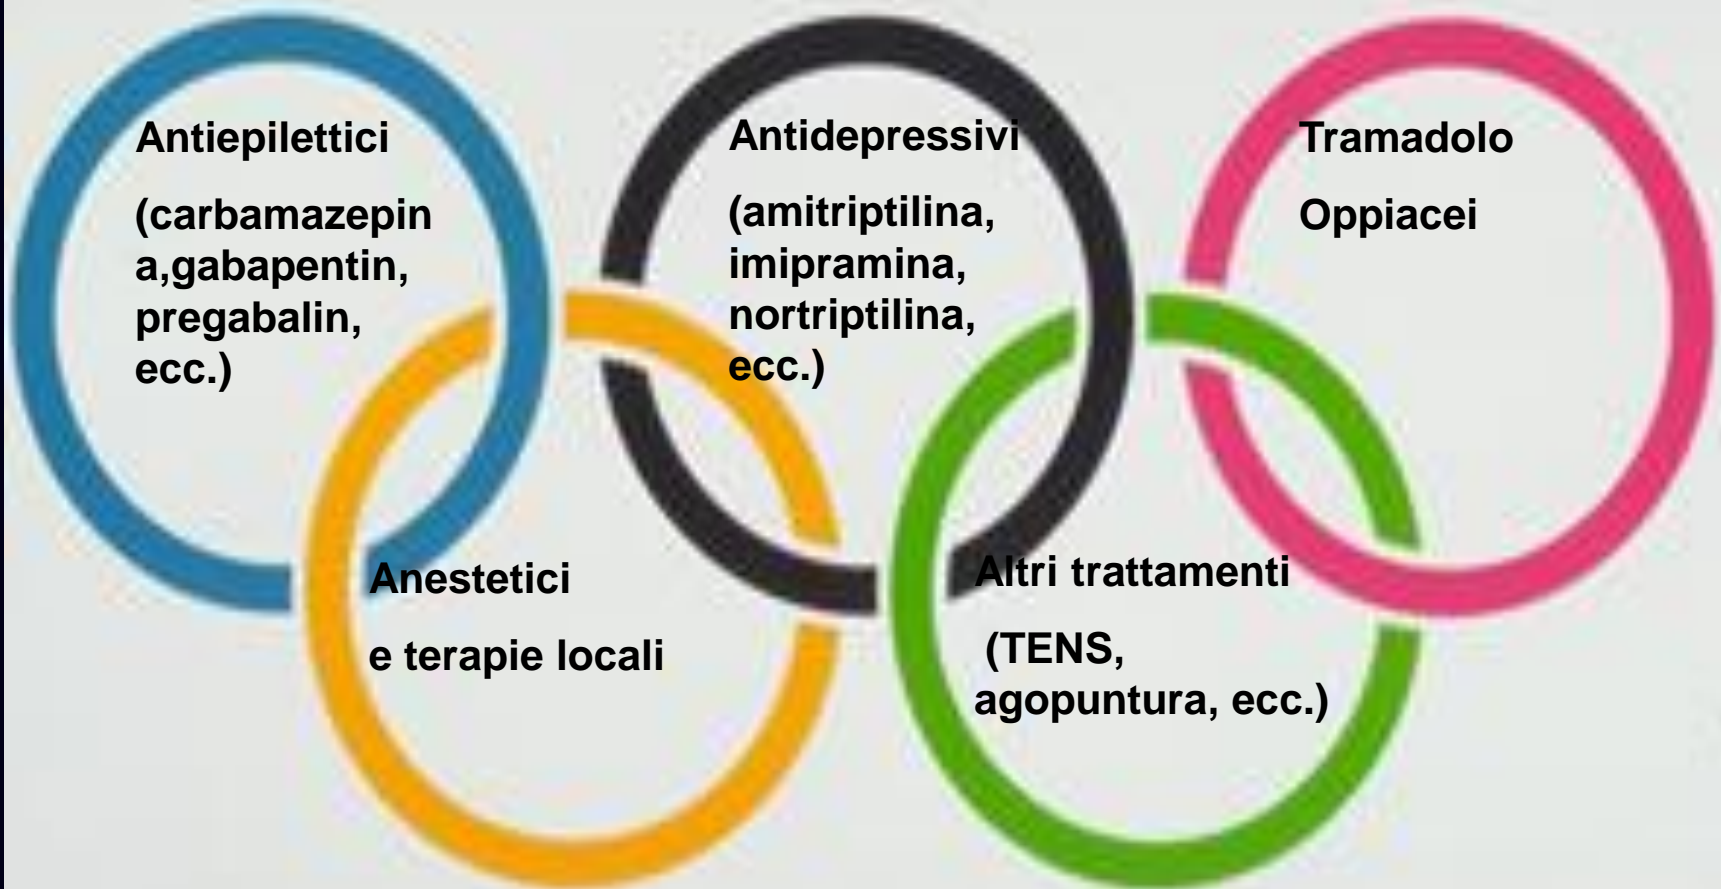 Antiepilettici
(carbamazepin
a,gabapentin,
pregabalin,
ecc.)
Antidepressivi
(amitriptilina,
imipramina,
nortriptilina,
ecc.)
Tramadolo
Oppiacei
Anestetici
e terapie locali
Altri trattamenti
(TENS,
agopuntura, ecc.)